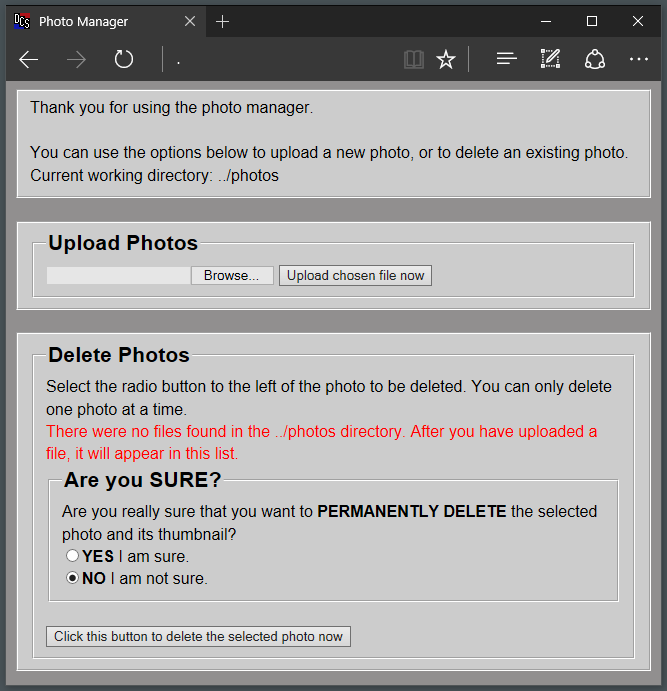 DCS Photo Manager
.
Thank you for using the photo manager.
You can use the options below to upload a new photo, or to delete an existing photo.
Current working directory: ../photos
Upload Photos
Browse... Upload chosen file now
Delete Photos
Select the radio button to the left of the photo to be deleted. You can only delete
one photo at a time.
There were no files found in the ../photos directory. After you have uploaded a
file, it will appear in this list.
Are you SURE?
Are you really sure that you want to PERMANENTLY DELETE the selected
photo and its thumbnail?
YES I am sure.
NO I am not sure.
Click this button to delete the selected photo now